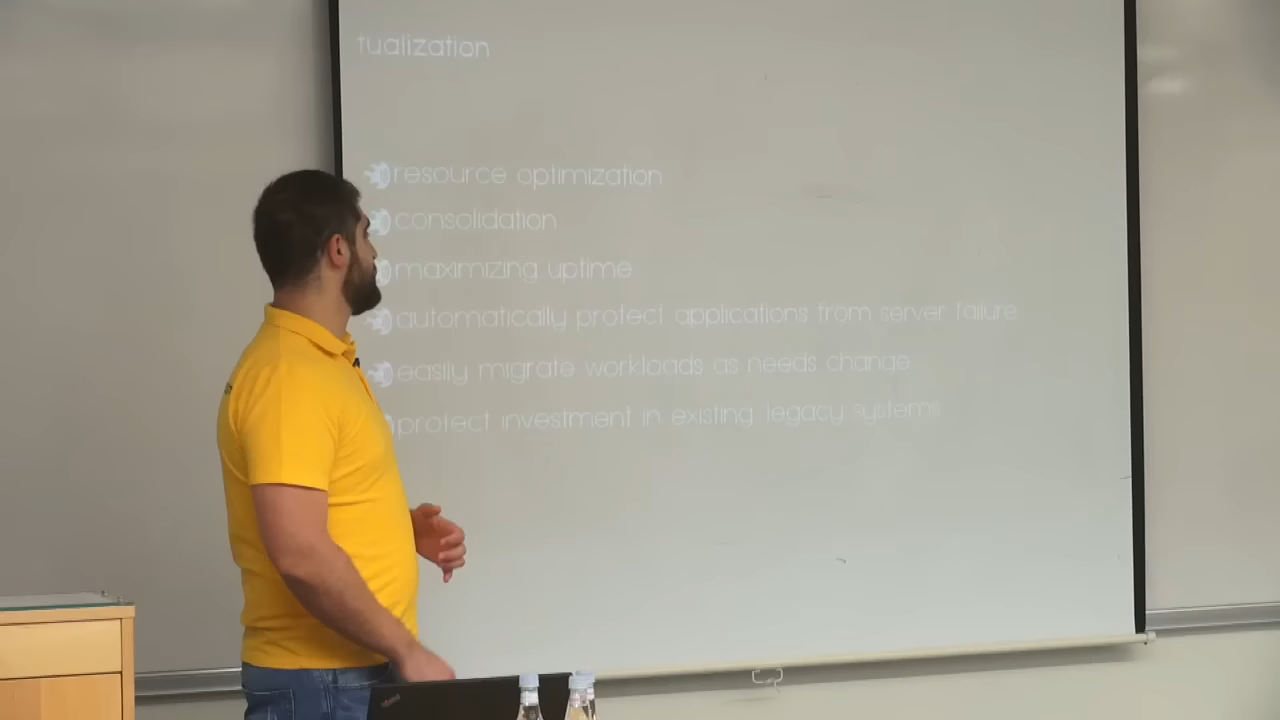 tualization
resource optimization
consolidation
maximizing uptime
automatically protect applications from server failure
easily migrate workloads as needs change
protect investment in existing legacy systems